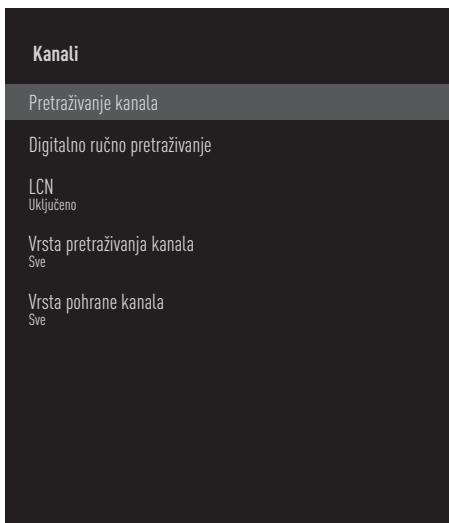 Kanali
Pretraživanje kanala
Digitalno ručno pretraživanje
LCN
Uključeno
Vrsta pretraživanja kanala
Sve
Vrsta pohrane kanala
Sve